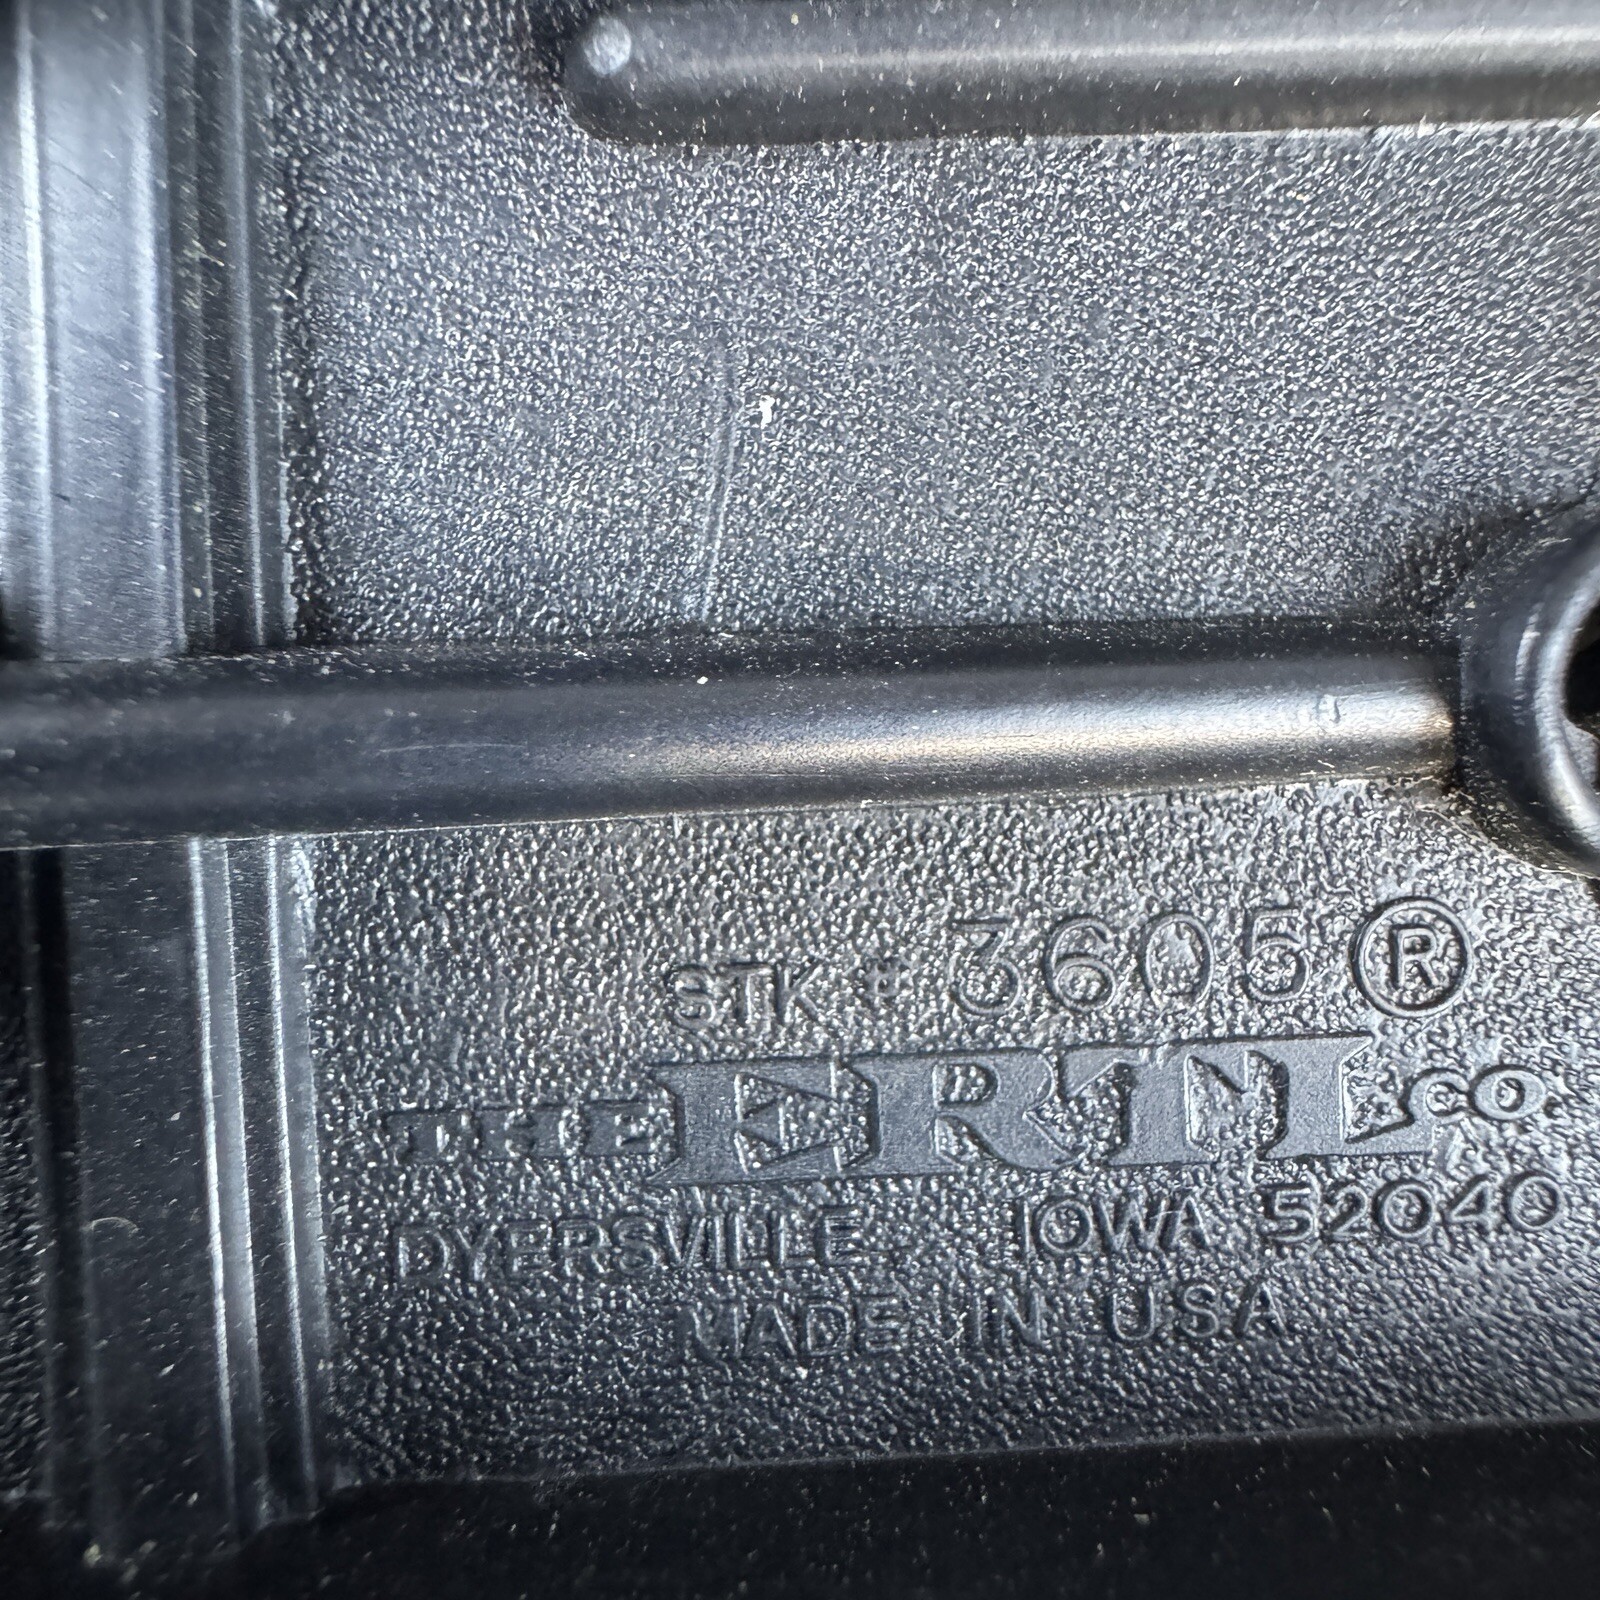 STK # 3605 ®
THE ERTL CO.
DYERSVILLE IOWA 52040
MADE IN USA